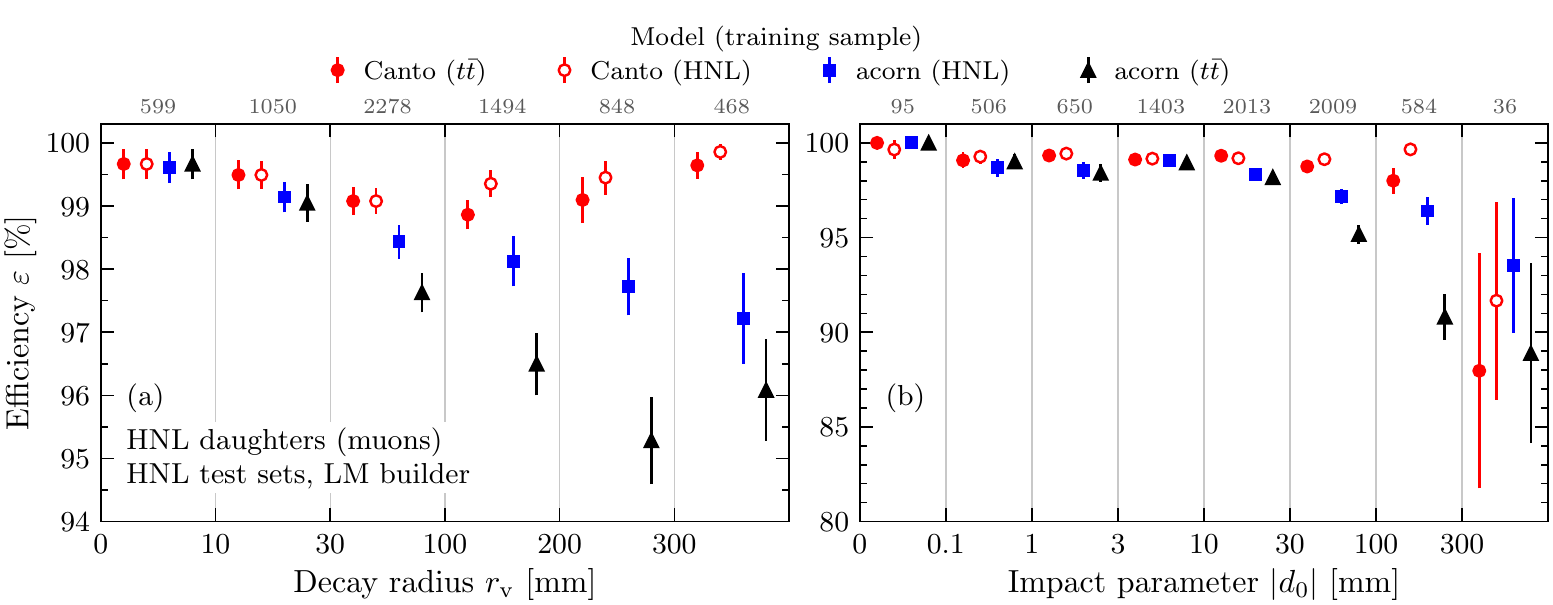 Model (training sample)
Canto (tt̄) Canto (HNL) acorn (HNL) acorn (tt̄)
599 1050 2278 1494 848 468
95 506 650 1403 2013 2009 584 36
Efficiency ε [%]
100
99
98
97
96
95
94
(a)
HNL daughters (muons)
HNL test sets, LM builder
0 10 30 100 200 300
Decay radius r_v [mm]
100
95
90
85
80
(b)
0 0.1 1 3 10 30 100 300
Impact parameter |d₀| [mm]